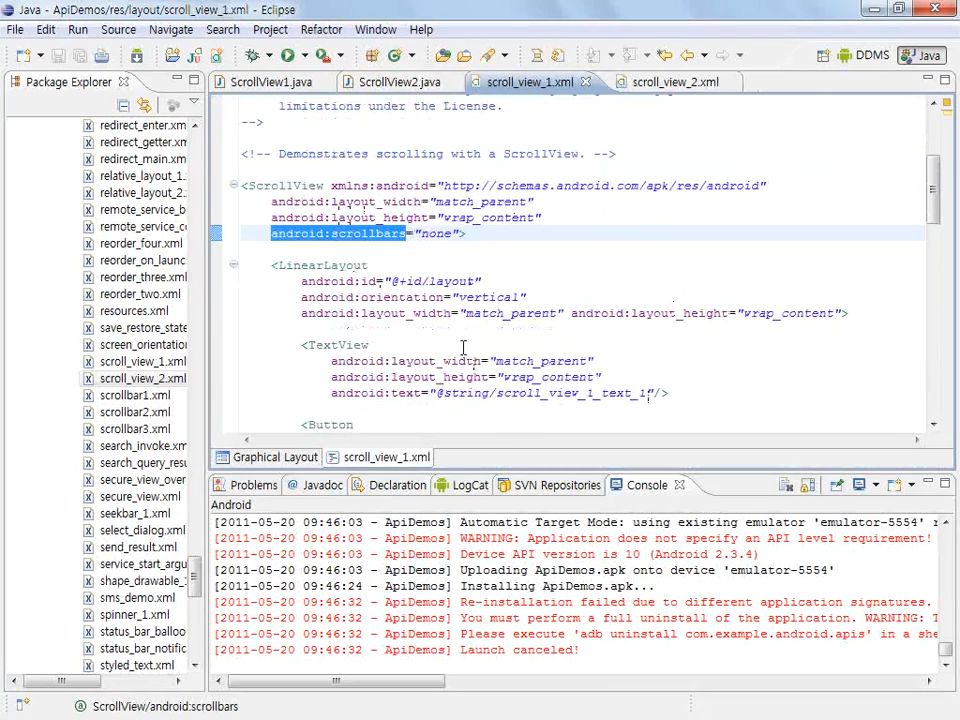 Java - ApiDemos/res/layout/scroll_view_1.xml - Eclipse
File Edit Run Source Navigate Search Project Refactor Window Help
DDMS Java
Package Explorer
ScrollView1.java ScrollView2.java scroll_view_1.xml scroll_view_2.xml
redirect_enter.xm
redirect_getter.xm
redirect_main.xm
relative_layout_1
relative_layout_2
remote_service_b
remote_service_c
reorder_four.xml
reorder_on_launch
reorder_three.xml
reorder_two.xml
resources.xml
save_restore_state
screen_orientatio
scroll_view_1.xml
scroll_view_2.xml
scrollbar1.xml
scrollbar2.xml
scrollbar3.xml
search_invoke.xm
search_query_resu
secure_view_over
secure_view.xml
seekbar_1.xml
select_dialog.xml
send_result.xml
service_start_argu
shape_drawable_
sms_demo.xml
spinner_1.xml
status_bar_balloo
status_bar_notific
styled_text.xml
limitations under the License.
-->
<!-- Demonstrates scrolling with a ScrollView. -->
<ScrollView xmlns:android="http://schemas.android.com/apk/res/android"
android:layout_width="match_parent"
android:layout_height="wrap_content"
android:scrollbars="none">
<LinearLayout
android:id="@+id/layout"
android:orientation="vertical"
android:layout_width="match_parent" android:layout_height="wrap_content">
<TextView
android:layout_width="match_parent"
android:layout_height="wrap_content"
android:text="@string/scroll_view_1_text_1"/>
<Button
Graphical Layout scroll_view_1.xml
Problems Javadoc Declaration LogCat SVN Repositories Console
Android
[2011-05-20 09:46:03 - ApiDemos] Automatic Target Mode: using existing emulator 'emulator-5554' r
[2011-05-20 09:46:03 - ApiDemos] WARNING: Application does not specify an API level requirement!
[2011-05-20 09:46:03 - ApiDemos] Device API version is 10 (Android 2.3.4)
[2011-05-20 09:46:03 - ApiDemos] Uploading ApiDemos.apk onto device 'emulator-5554'
[2011-05-20 09:46:24 - ApiDemos] Installing ApiDemos.apk...
[2011-05-20 09:46:32 - ApiDemos] Re-installation failed due to different application signatures.
[2011-05-20 09:46:32 - ApiDemos] You must perform a full uninstall of the application. WARNING: T
[2011-05-20 09:46:32 - ApiDemos] Please execute 'adb uninstall com.example.android.apis' in a she
[2011-05-20 09:46:32 - ApiDemos] Launch canceled!
ScrollView/android:scrollbars